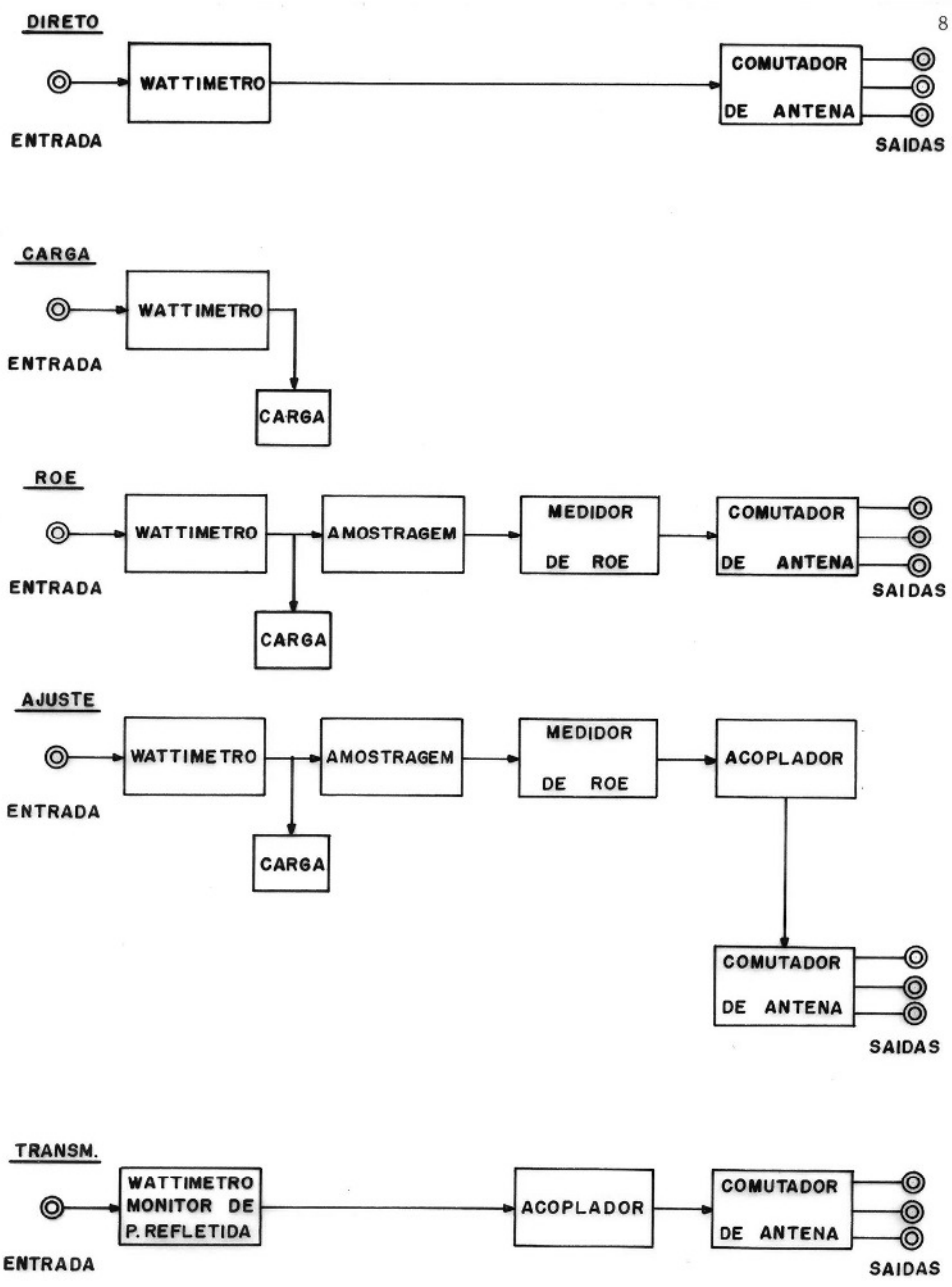 8
DIRETO
WATTIMETRO
COMUTADOR
DE ANTENA
ENTRADA
SAIDAS
CARGA
WATTIMETRO
ENTRADA
CARGA
ROE
WATTIMETRO
AMOSTRAGEM
MEDIDOR
DE ROE
COMUTADOR
DE ANTENA
ENTRADA
SAIDAS
CARGA
AJUSTE
WATTIMETRO
AMOSTRAGEM
MEDIDOR
DE ROE
ACOPLADOR
ENTRADA
CARGA
COMUTADOR
DE ANTENA
SAIDAS
TRANSM.
WATTIMETRO
MONITOR DE
P. REFLETIDA
ACOPLADOR
COMUTADOR
DE ANTENA
ENTRADA
SAIDAS